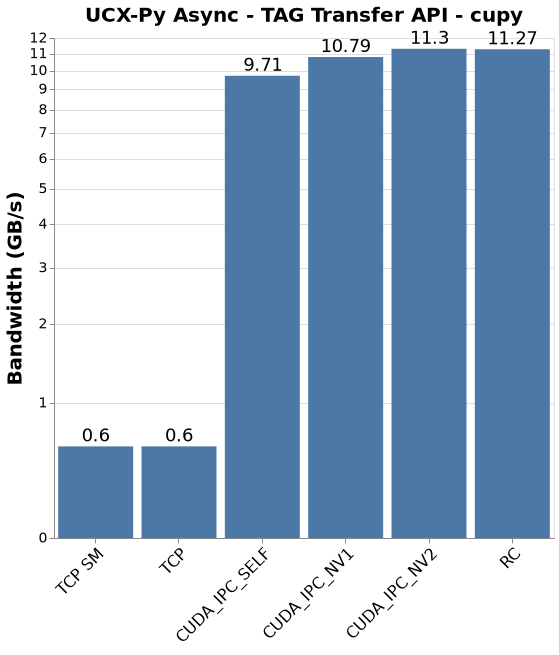 UCX-Py Async - TAG Transfer API - cupy
Bandwidth (GB/s)
12
11
10
9
8
7
6
5
4
3
2
1
0
0.6
0.6
9.71
10.79
11.3
11.27
TCP SM
TCP
CUDA_IPC_SELF
CUDA_IPC_NV1
CUDA_IPC_NV2
RC